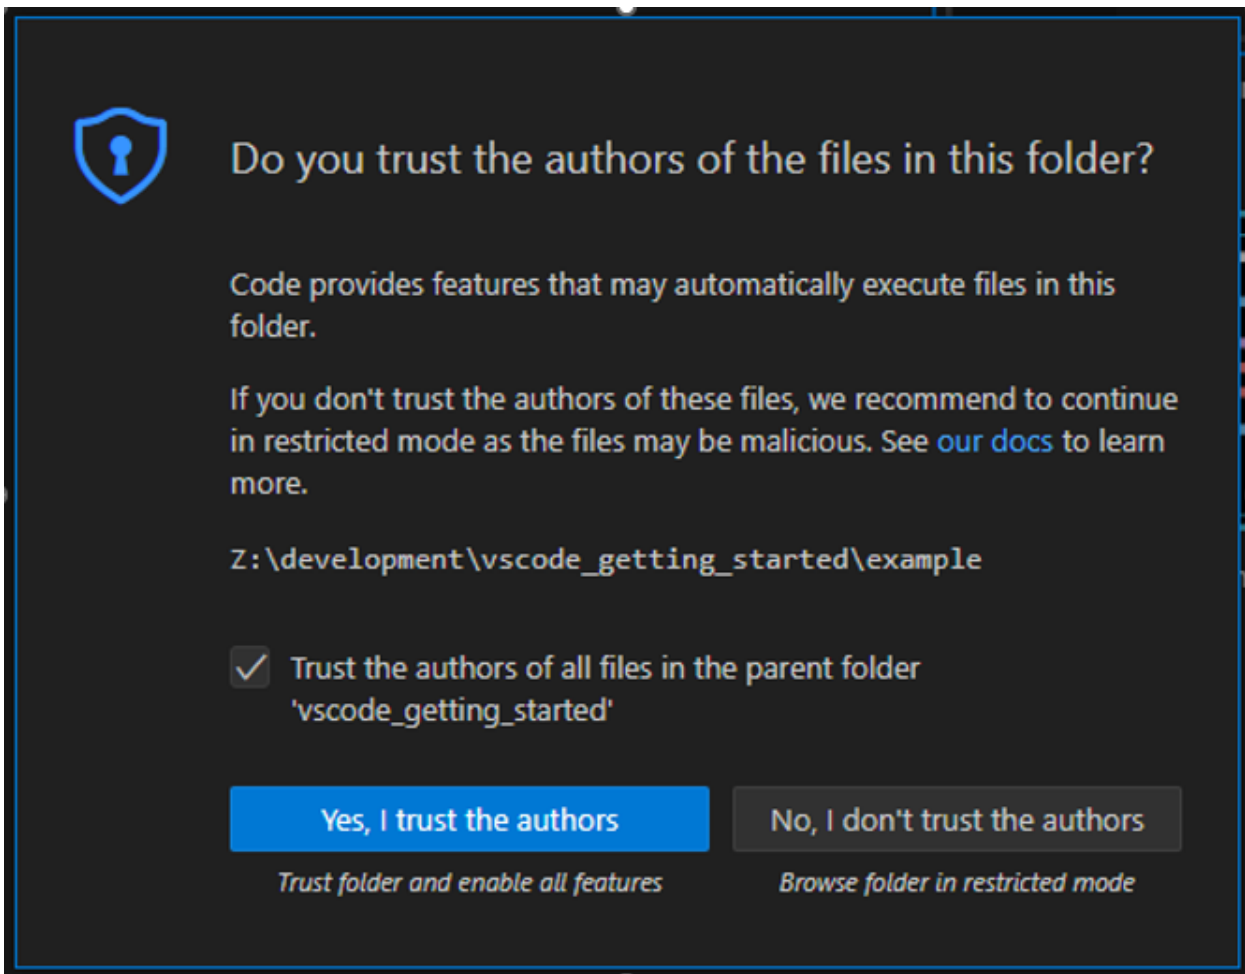 Do you trust the authors of the files in this folder?
Code provides features that may automatically execute files in this
folder.
If you don't trust the authors of these files, we recommend to continue
in restricted mode as the files may be malicious. See our docs to learn
more.
Z:\development\vscode_getting_started\example
Trust the authors of all files in the parent folder
'vscode_getting_started'
Yes, I trust the authors
No, I don't trust the authors
Trust folder and enable all features
Browse folder in restricted mode